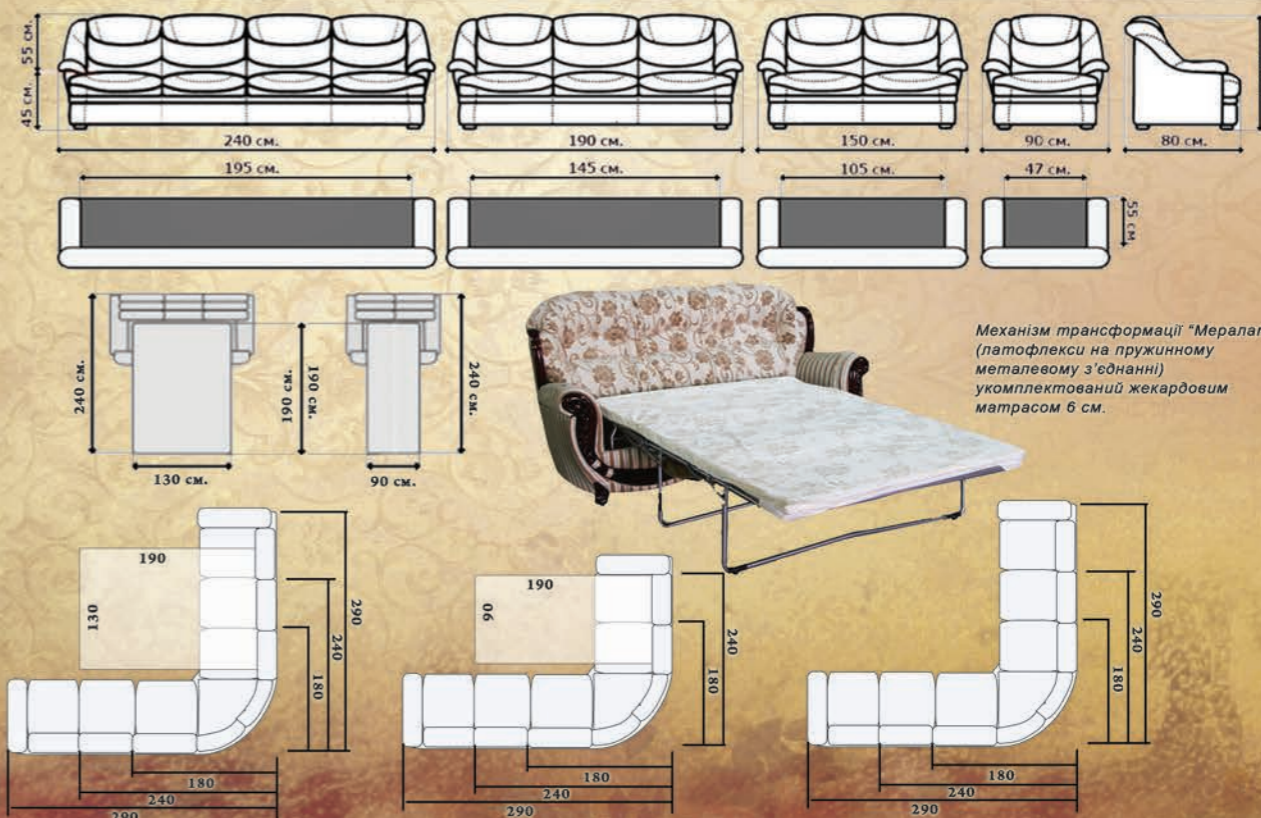 55 см.
45 см.
240 см.
190 см.
150 см.
90 см.
80 см.
195 см.
145 см.
105 см.
47 см.
55 см
240 см.
190 см.
190 см.
240 см.
130 см.
90 см.
(латофлекси на пружинному
металевому з'єднанні)
укомплектований жекардовим
матрасом 6 см.
Механізм трансформації
190
130
290
240
180
180
240
290
190
90
240
180
180
240
290
290
240
180
180
240
290